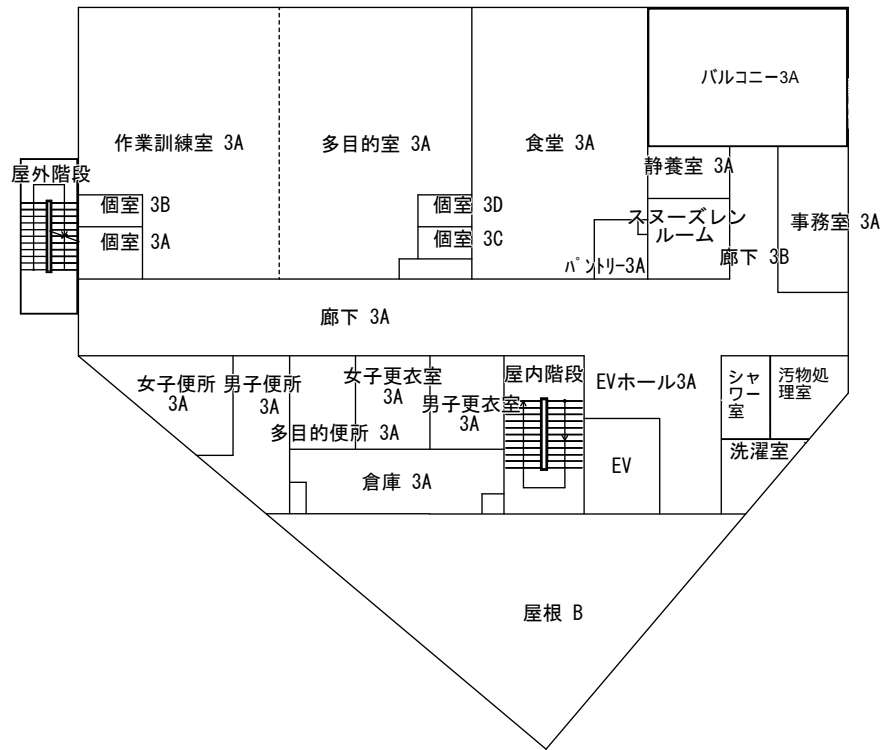 バルコニー3A
作業訓練室 3A
多目的室 3A
食堂 3A
静養室 3A
屋外階段
個室 3B
個室 3D
スヌーズレン
ルーム
事務室 3A
個室 3A
個室 3C
パントリー3A
廊下 3B
廊下 3A
女子便所
3A
男子便所
3A
女子更衣室
3A
屋内階段
EVホール3A
シャ
ワー
室
汚物処
理室
男子更衣室
3A
多目的便所 3A
洗濯室
倉庫 3A
EV
屋根 B